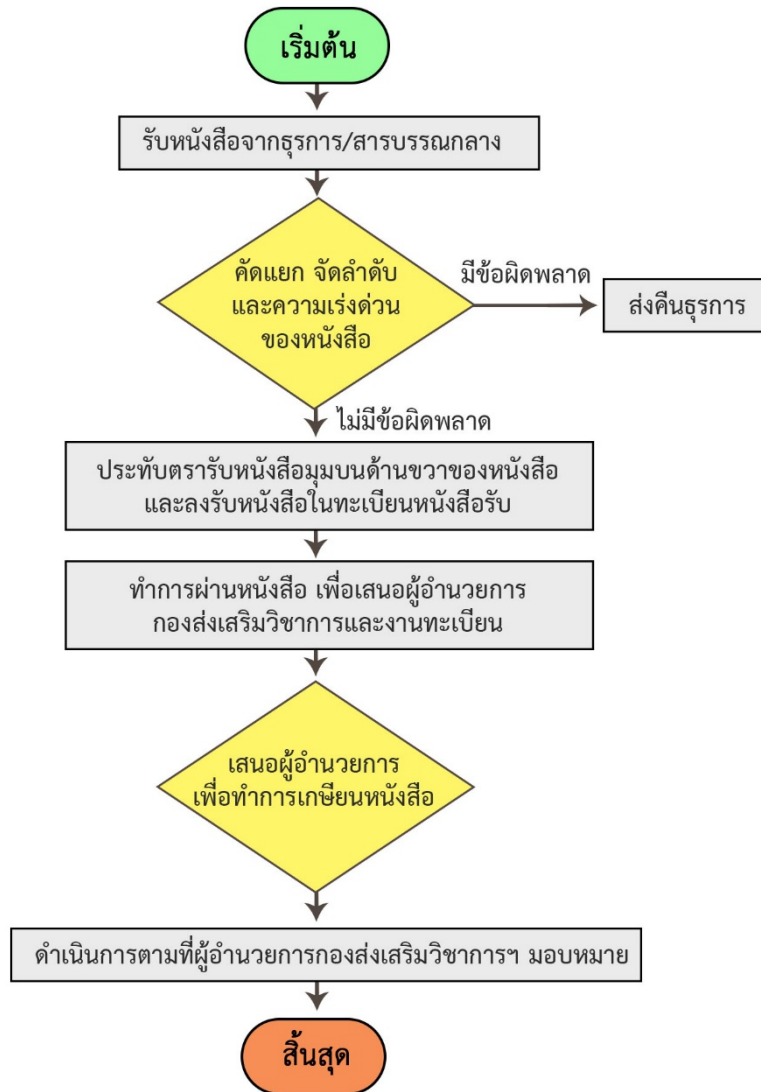 เริ่มต้น
รับหนังสือจากธุรการ/สารบรรณกลาง
คัดแยก จัดลำดับ
และความเร่งด่วน
ของหนังสือ
มีข้อผิดพลาด
ส่งคืนธุรการ
ไม่มีข้อผิดพลาด
ประทับตรารับหนังสือมุมบนด้านขวาของหนังสือ
และลงรับหนังสือในทะเบียนหนังสือรับ
ทำการผ่านหนังสือ เพื่อเสนอผู้อำนวยการ
กองส่งเสริมวิชาการและงานทะเบียน
เสนอผู้อำนวยการ
เพื่อทำการเกษียนหนังสือ
ดำเนินการตามที่ผู้อำนวยการกองส่งเสริมวิชาการฯ มอบหมาย
สิ้นสุด